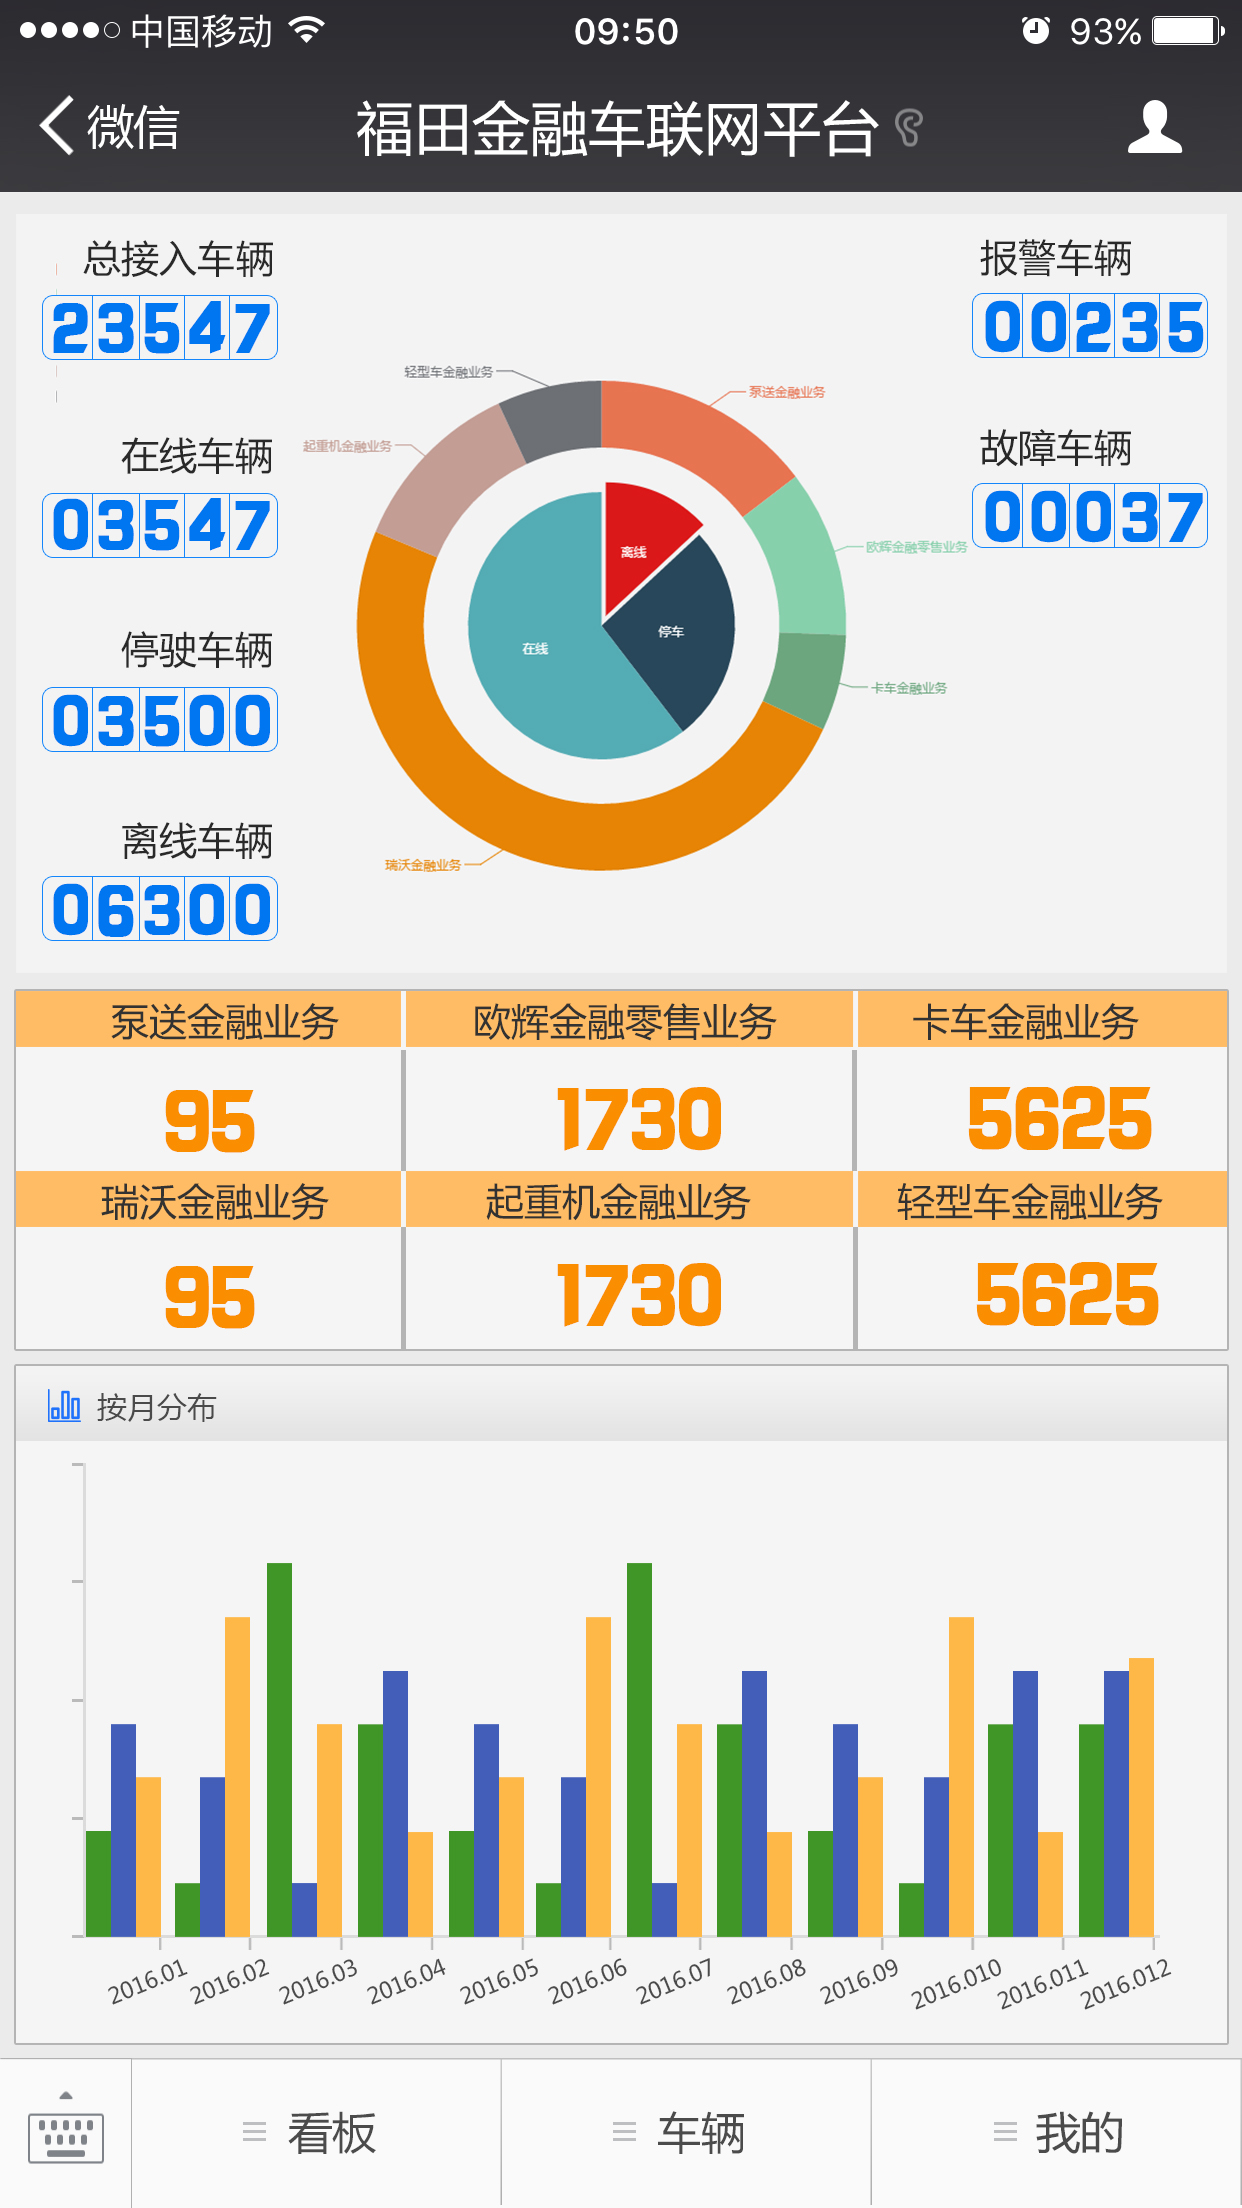 中国移动 09:50 93%
微信 福田金融车联网平台
总接入车辆
23547
报警车辆
00235
在线车辆
03547
故障车辆
00037
停驶车辆
03500
离线车辆
06300
轻型车金融业务
泵送金融业务
起重机金融业务
欧辉金融零售业务
卡车金融业务
瑞沃金融业务
离线
停车
在线
泵送金融业务 欧辉金融零售业务 卡车金融业务
95 1730 5625
瑞沃金融业务 起重机金融业务 轻型车金融业务
95 1730 5625
按月分布
2016.01 2016.02 2016.03 2016.04 2016.05 2016.06 2016.07 2016.08 2016.09 2016.010 2016.011 2016.012
看板 车辆 我的